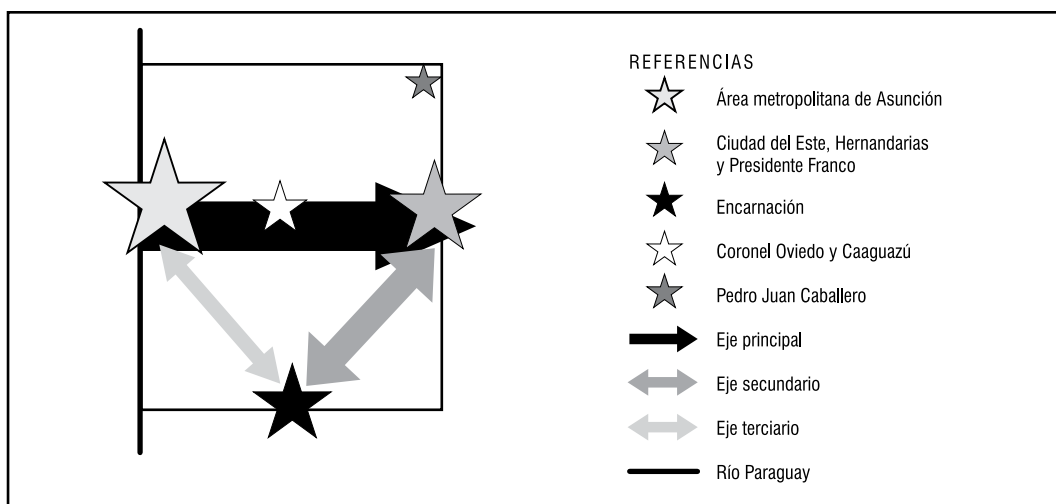 REFERENCIAS
Área metropolitana de Asunción
Ciudad del Este, Hernandarias
y Presidente Franco
Encarnación
Coronel Oviedo y Caaguazú
Pedro Juan Caballero
Eje principal
Eje secundario
Eje terciario
Río Paraguay